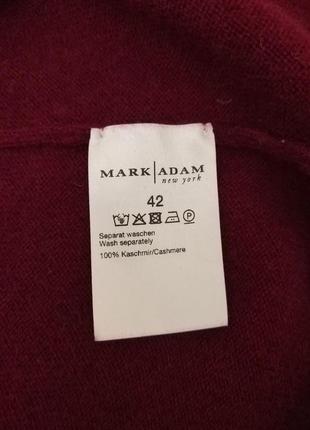 MARK ADAM
new york
42
P
Separat waschen
Wash separately
100% Kaschmir/Cashmere